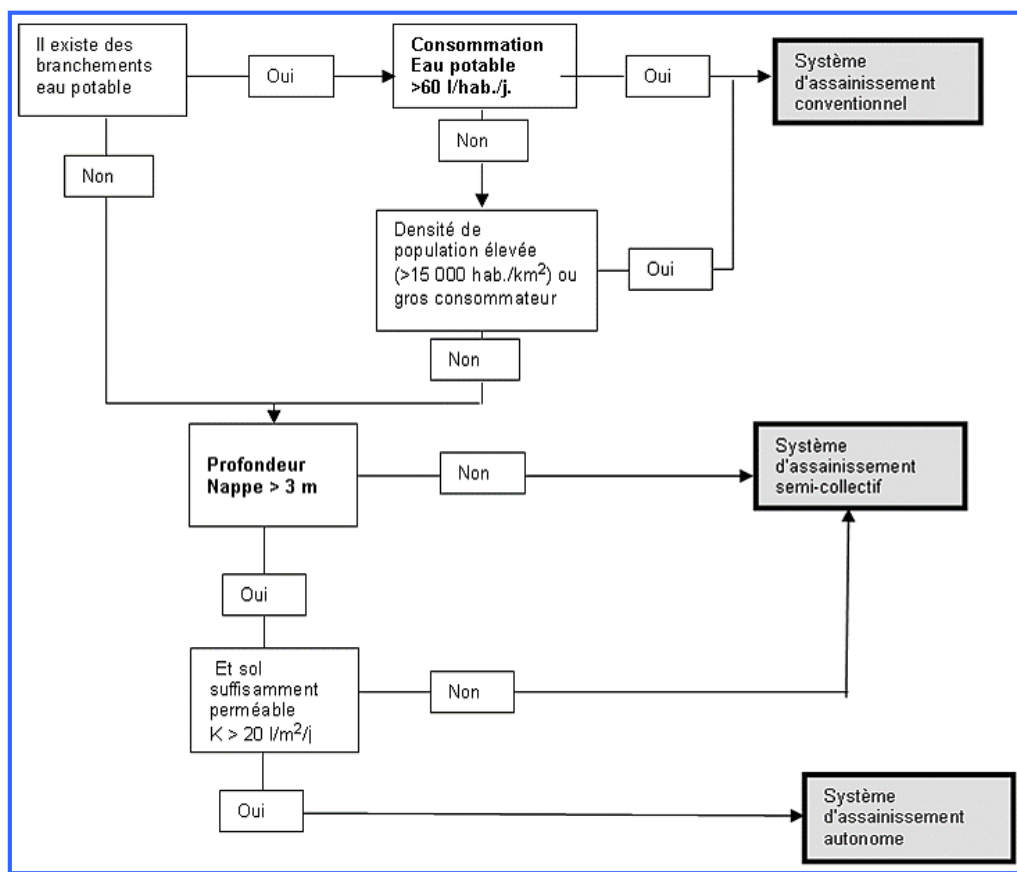 Il existe des
branchements
eau potable
Oui
Consommation
Eau potable
>60 l/hab./j.
Oui
Système
d'assainissement
conventionnel
Non
Non
Densité de
population élevée
(>15 000 hab./km²) ou
gros consommateur
Oui
Non
Profondeur
Nappe > 3 m
Non
Système
d'assainissement
semi-collectif
Oui
Et sol
suffisamment
perméable
K > 20 l/m²/j
Non
Oui
Système
d'assainissement
autonome